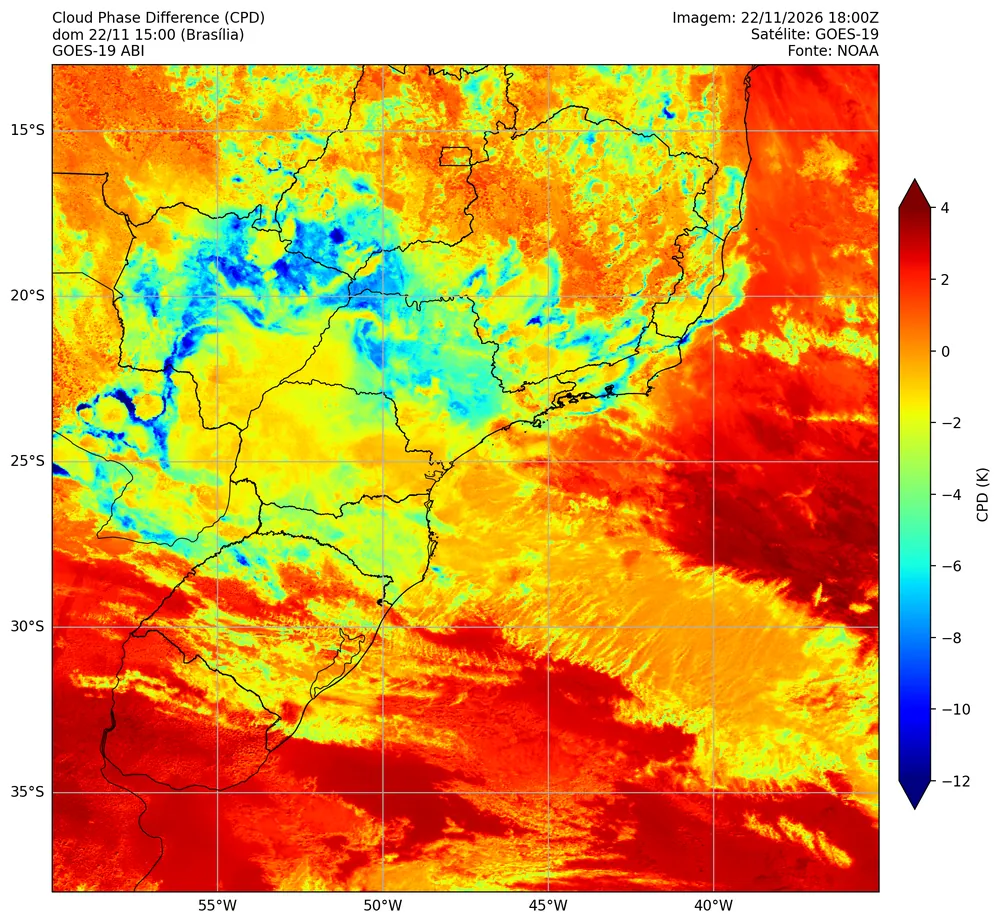 Cloud Phase Difference (CPD)
dom 22/11 15:00 (Brasília)
GOES-19 ABI
Imagem: 22/11/2026 18:00Z
Satélite: GOES-19
Fonte: NOAA
15°S
20°S
25°S
30°S
35°S
55°W
50°W
45°W
40°W
4
2
0
−2
−4
−6
−8
−10
−12
CPD (K)